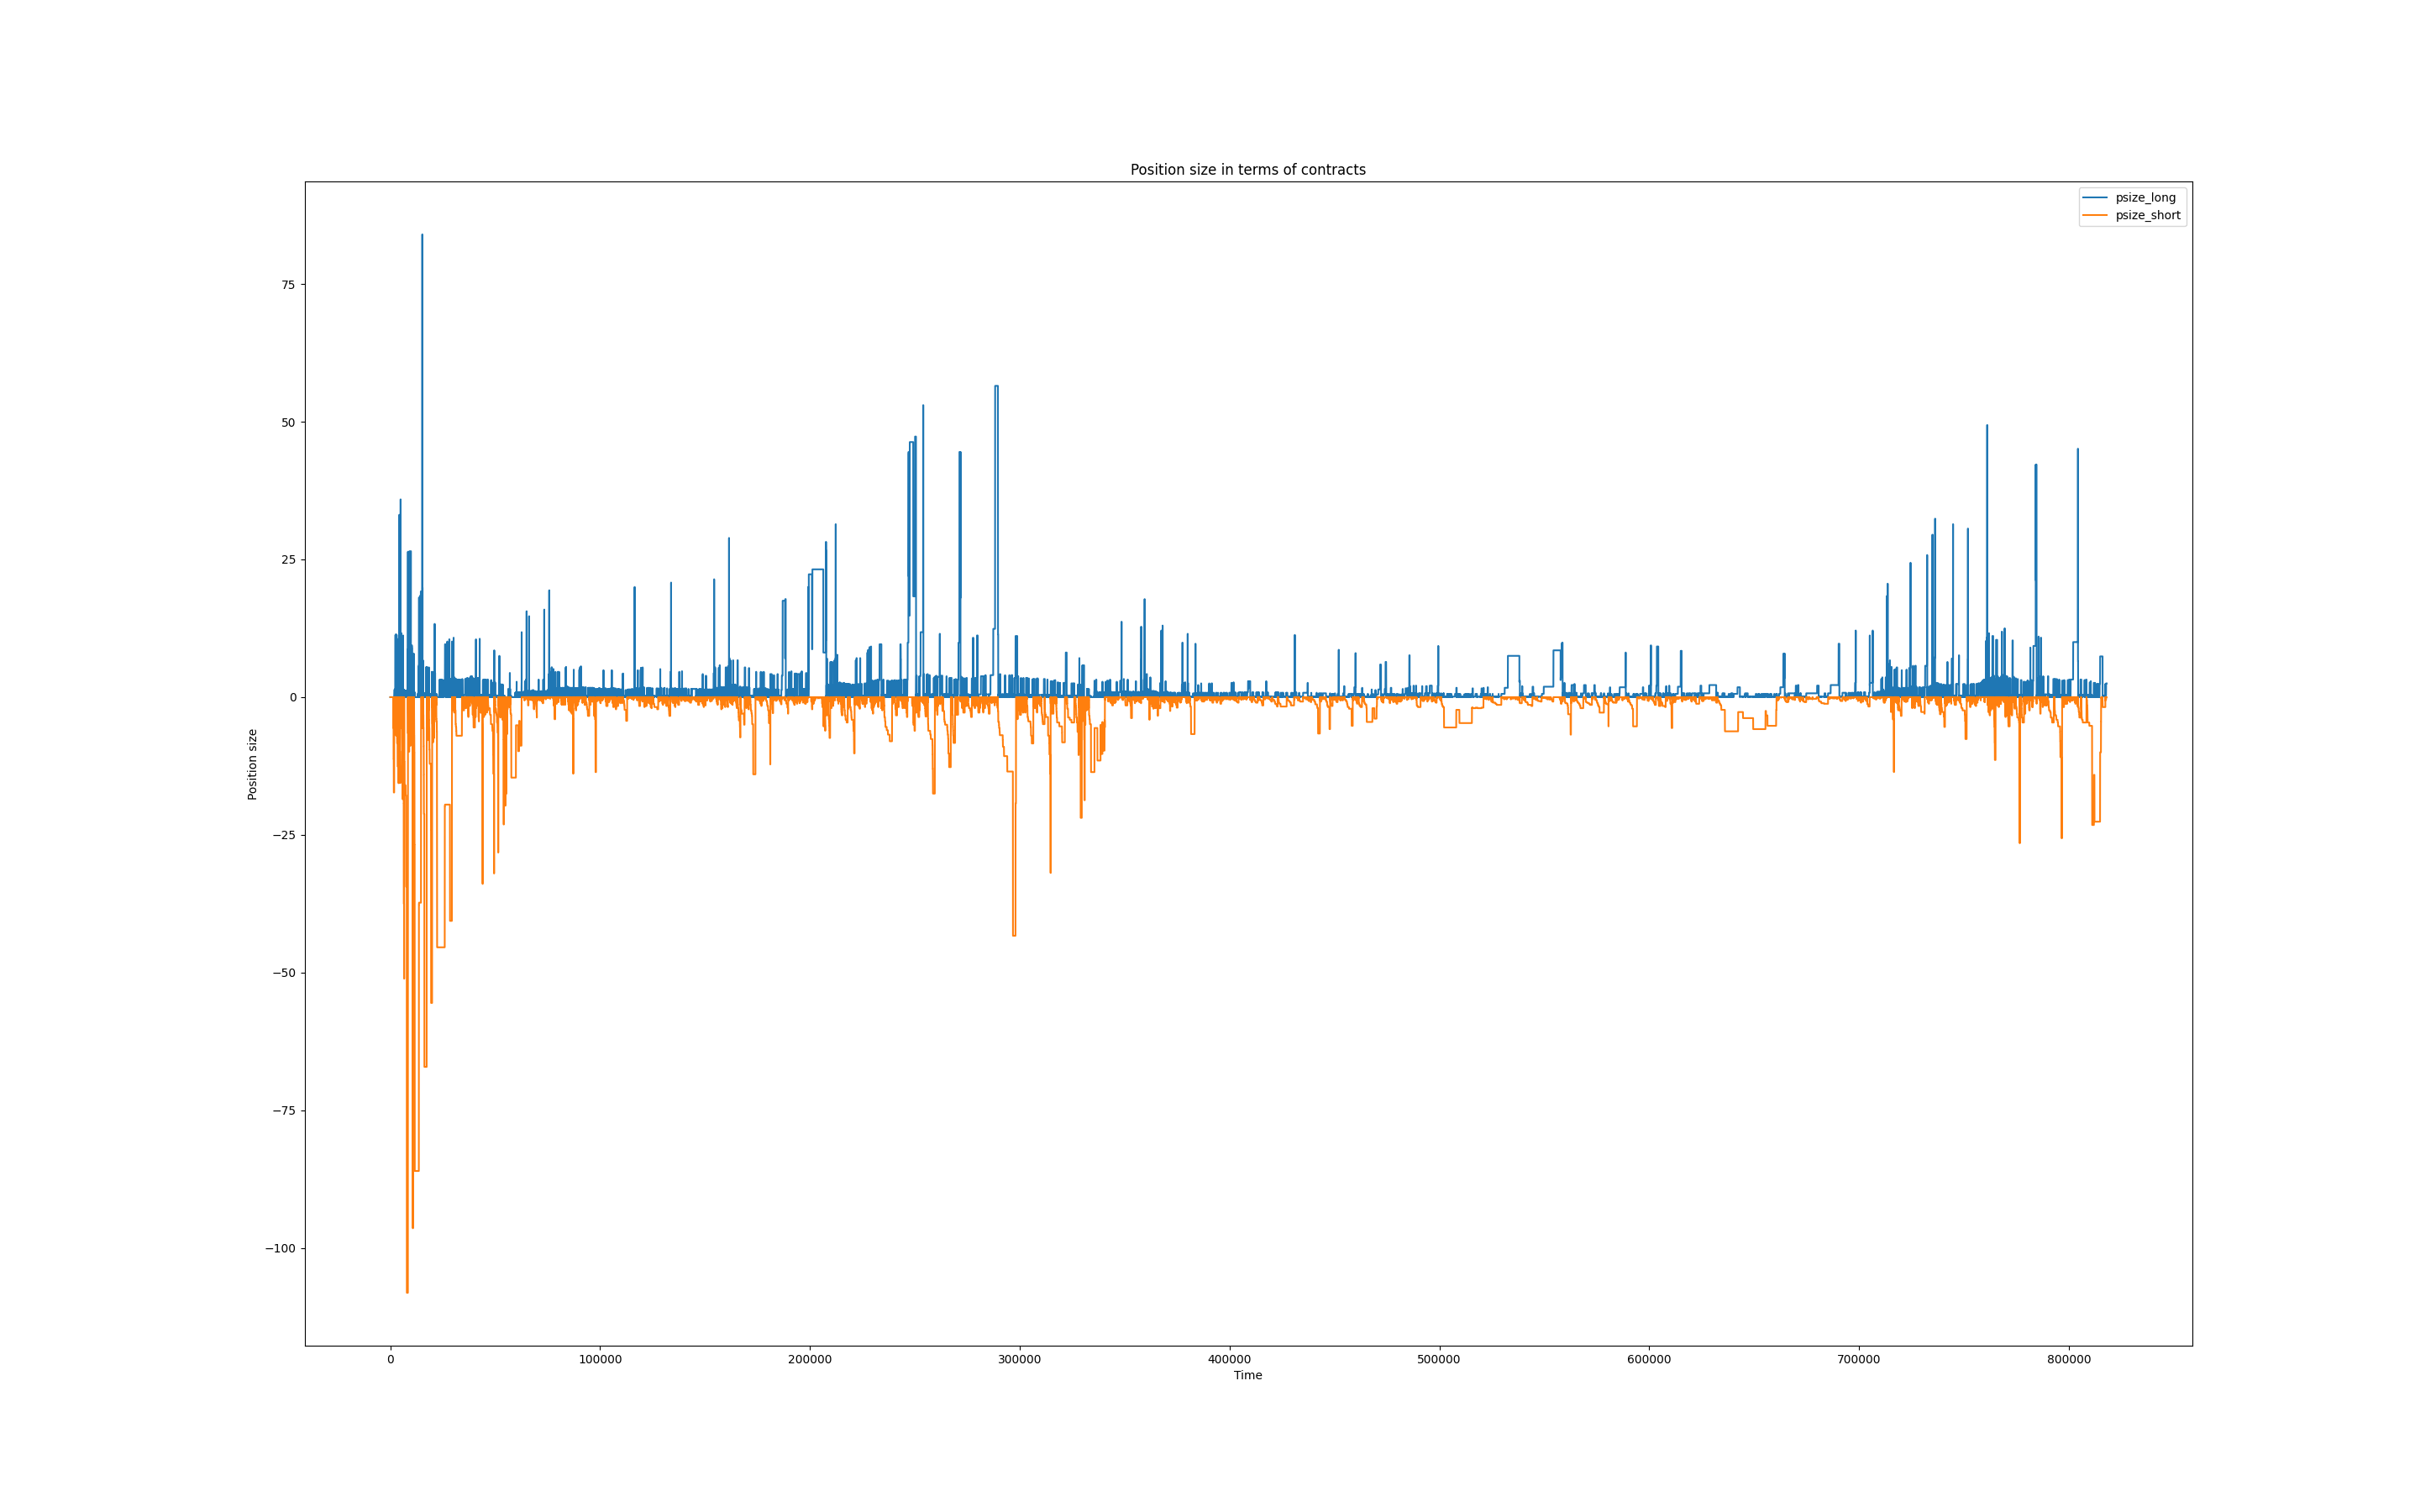 Position size in terms of contracts
psize_long
psize_short
75
50
25
0
−25
−50
−75
−100
Position size
0 100000 200000 300000 400000 500000 600000 700000 800000
Time